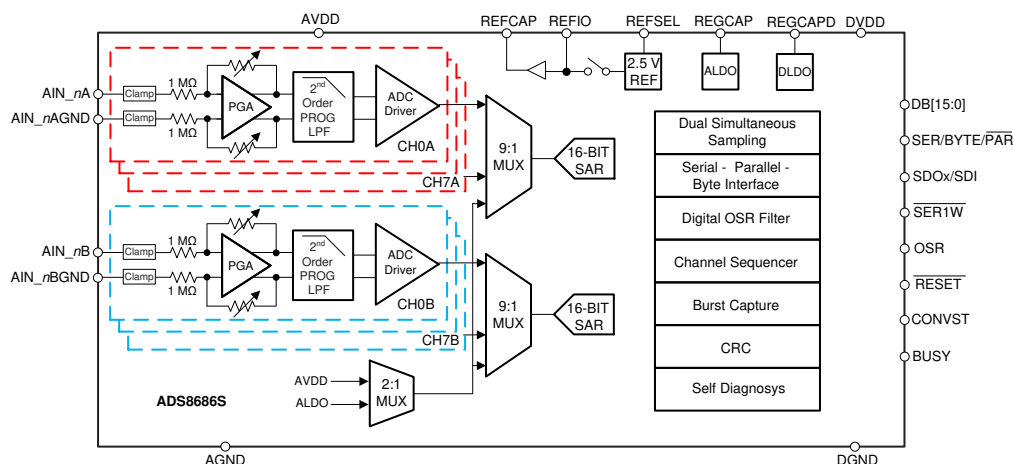 AVDD
REFCAP
REFIO
REFSEL
REGCAP
REGCAPD
DVDD
2.5 V
REF
ALDO
DLDO
AIN_nA
Clamp
1 MΩ
PGA
2nd
Order
PROG
LPF
ADC
Driver
CH0A
AIN_nAGND
Clamp
1 MΩ
CH7A
9:1
MUX
16-BIT
SAR
AIN_nB
Clamp
1 MΩ
PGA
2nd
Order
PROG
LPF
ADC
Driver
CH0B
AIN_nBGND
Clamp
1 MΩ
CH7B
9:1
MUX
16-BIT
SAR
AVDD
ALDO
2:1
MUX
ADS8686S
Dual Simultaneous
Sampling
Serial - Parallel -
Byte Interface
Digital OSR Filter
Channel Sequencer
Burst Capture
CRC
Self Diagnosys
DB[15:0]
SER/BYTE/PAR
SDOx/SDI
SER1W
OSR
RESET
CONVST
BUSY
AGND
DGND